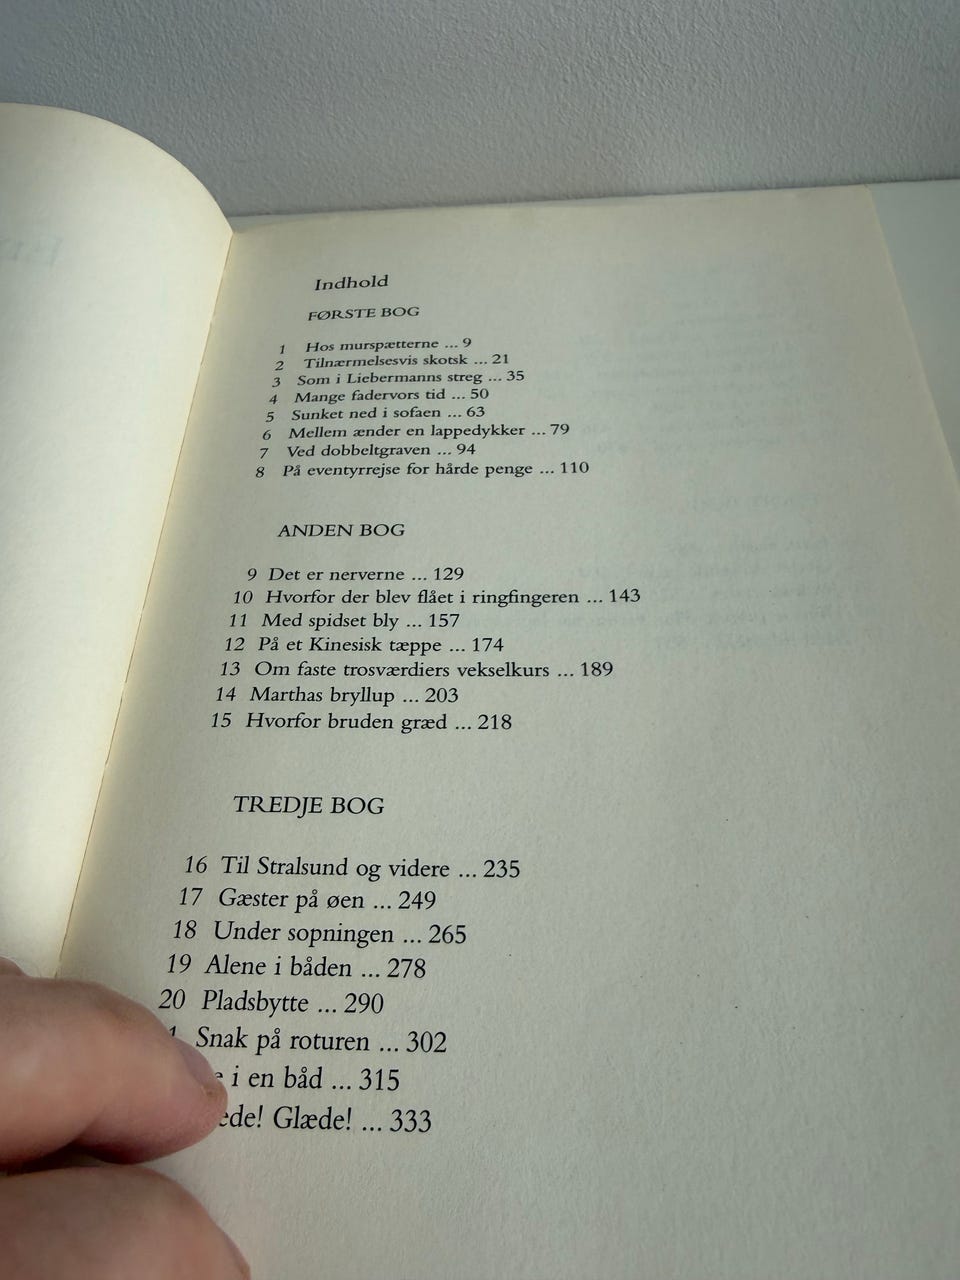 Indhold
FØRSTE BOG
1 Hos murspætterne ... 9
2 Tilnærmelsesvis skotsk ... 21
3 Som i Liebermanns streg ... 35
4 Mange fadervors tid ... 50
5 Sunket ned i sofaen ... 63
6 Mellem ænder en lappedykker ... 79
7 Ved dobbeltgraven ... 94
8 På eventyrrejse for hårde penge ... 110
ANDEN BOG
9 Det er nerverne ... 129
10 Hvorfor der blev flået i ringfingeren ... 143
11 Med spidset bly ... 157
12 På et Kinesisk tæppe ... 174
13 Om faste trosværdiers vekselkurs ... 189
14 Marthas bryllup ... 203
15 Hvorfor bruden græd ... 218
TREDJE BOG
16 Til Stralsund og videre ... 235
17 Gæster på øen ... 249
18 Under sopningen ... 265
19 Alene i båden ... 278
20 Pladsbytte ... 290
Snak på roturen ... 302
i en båd ... 315
Glæde! ... 333